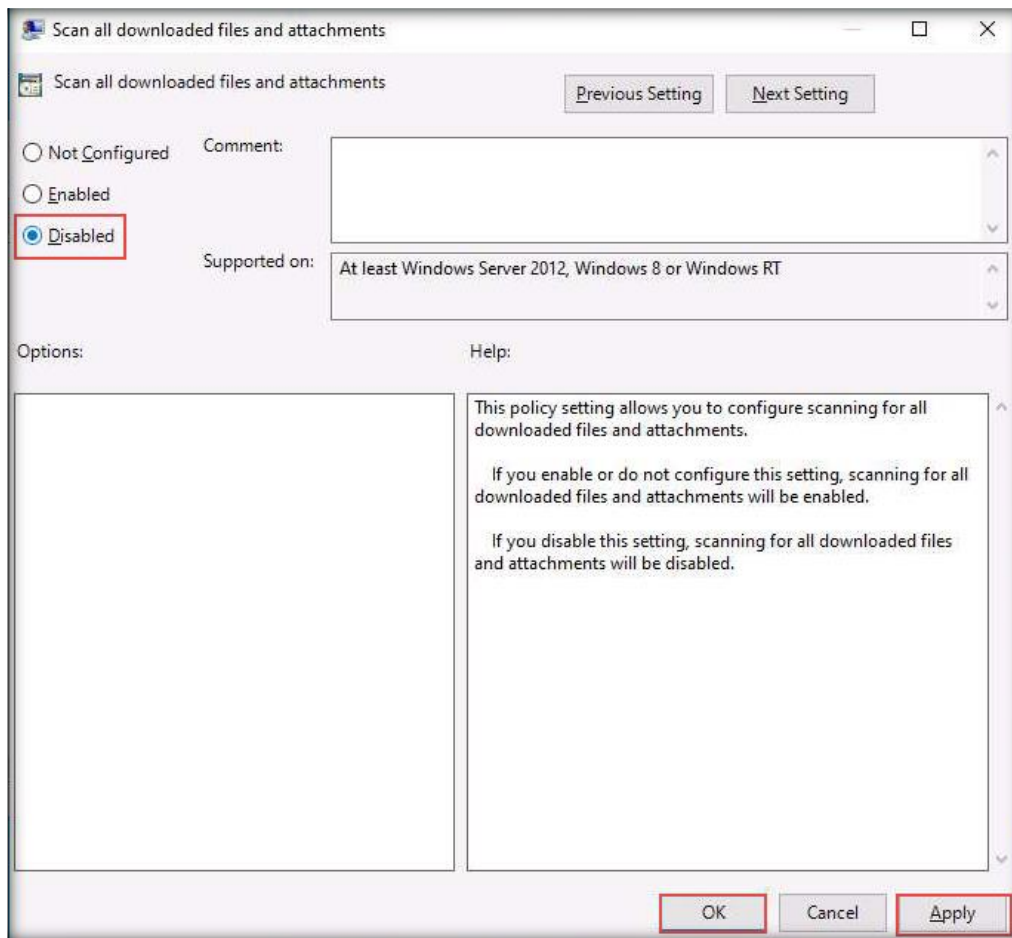 Scan all downloaded files and attachments
Scan all downloaded files and attachments
Previous Setting
Next Setting
Not Configured
Comment:
Enabled
Disabled
Supported on:
At least Windows Server 2012, Windows 8 or Windows RT
Options:
Help:
This policy setting allows you to configure scanning for all
downloaded files and attachments.
If you enable or do not configure this setting, scanning for all
downloaded files and attachments will be enabled.
If you disable this setting, scanning for all downloaded files
and attachments will be disabled.
OK
Cancel
Apply